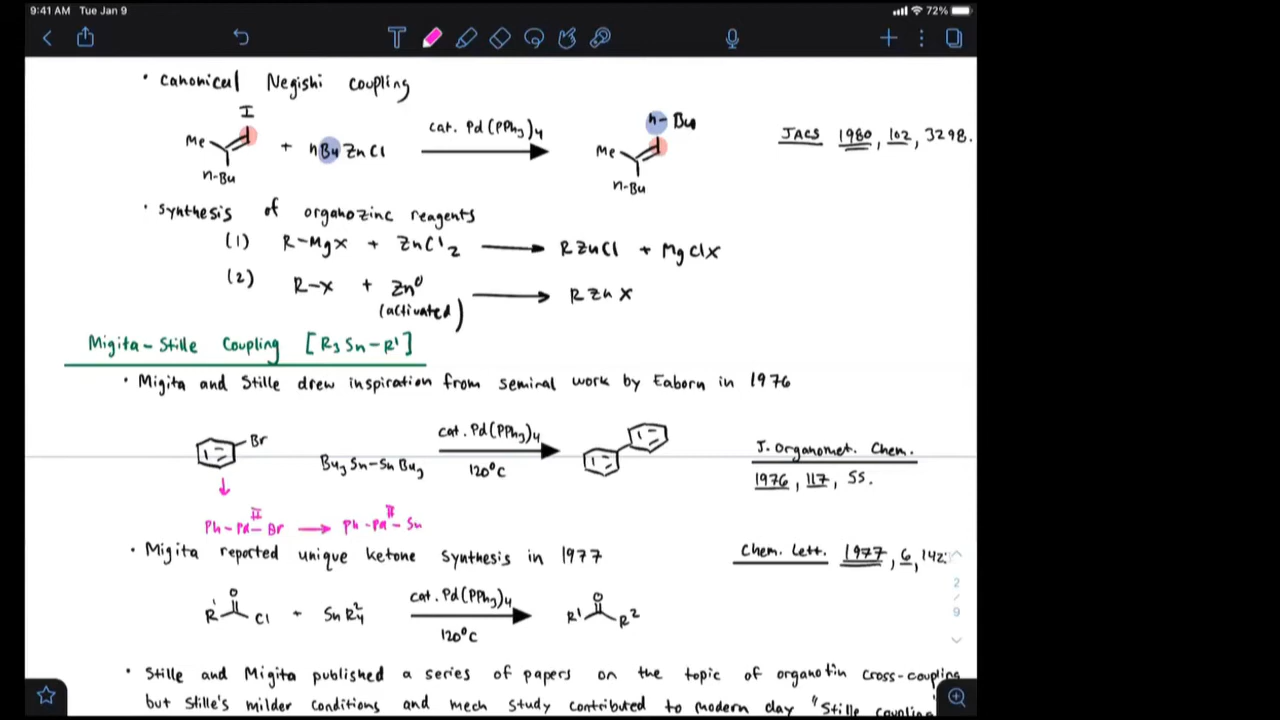 9:41 AM Tue Jan 9 72%
• canonical Negishi coupling
I
Me n-Bu + nBuZnCl cat. Pd(PPh3)4 n-Bu Me n-Bu JACS 1980, 102, 3298.
• synthesis of organozinc reagents
(1) R-MgX + ZnCl2 RZnCl + MgClX
(2) R-X + Zn⁰ RZnX
(activated)
Migita-Stille Coupling [R3Sn-R']
• Migita and Stille drew inspiration from seminal work by Eaborn in 1976
Br Bu3Sn-SnBu3 cat. Pd(PPh3)4 J. Organomet. Chem.
120°C 1976, 117, 55.
Ph-Pd-Br → Ph-Pd-Sn
II II
• Migita reported unique ketone synthesis in 1977 Chem. Lett. 1977, 6, 142
R' O Cl + SnR²4 cat. Pd(PPh3)4 R¹ O R²
120°C
2
/
9
• Stille and Migita published a series of papers on the topic of organotin cross-coupling
but Stille's milder conditions and mech study contributed to modern day "Stille coupling"